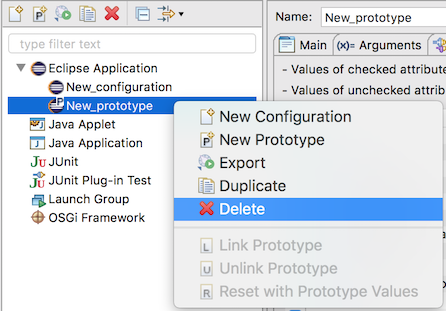 Name: New_prototype
type filter text
Main (x)= Arguments
Eclipse Application
- Values of checked attribute
New_configuration
- Values of unchecked attrib
New_prototype
Java Applet
Java Application
JUnit
JUnit Plug-in Test
Launch Group
OSGi Framework
New Configuration
New Prototype
Export
Duplicate
Delete
Link Prototype
Unlink Prototype
Reset with Prototype Values